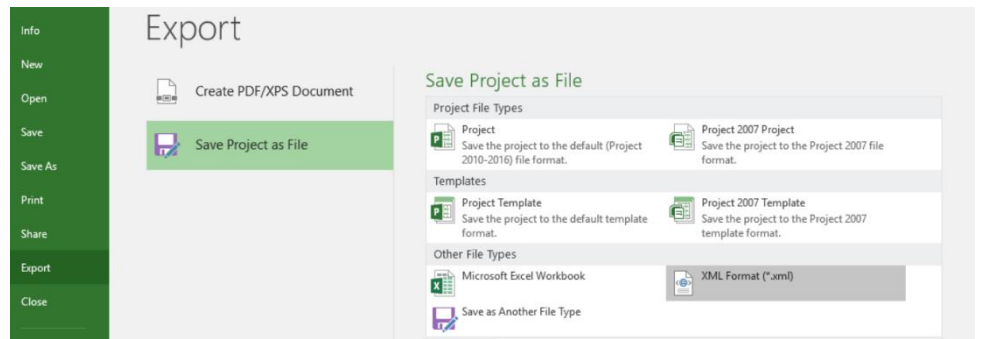 Info
New
Open
Save
Save As
Print
Share
Export
Close
Export
Create PDF/XPS Document
Save Project as File
Save Project as File
Project File Types
Project
Save the project to the default (Project
2010-2016) file format.
Project 2007 Project
Save the project to the Project 2007 file
format.
Templates
Project Template
Save the project to the default template
format.
Project 2007 Template
Save the project to the Project 2007
template format.
Other File Types
Microsoft Excel Workbook
XML Format (*.xml)
Save as Another File Type